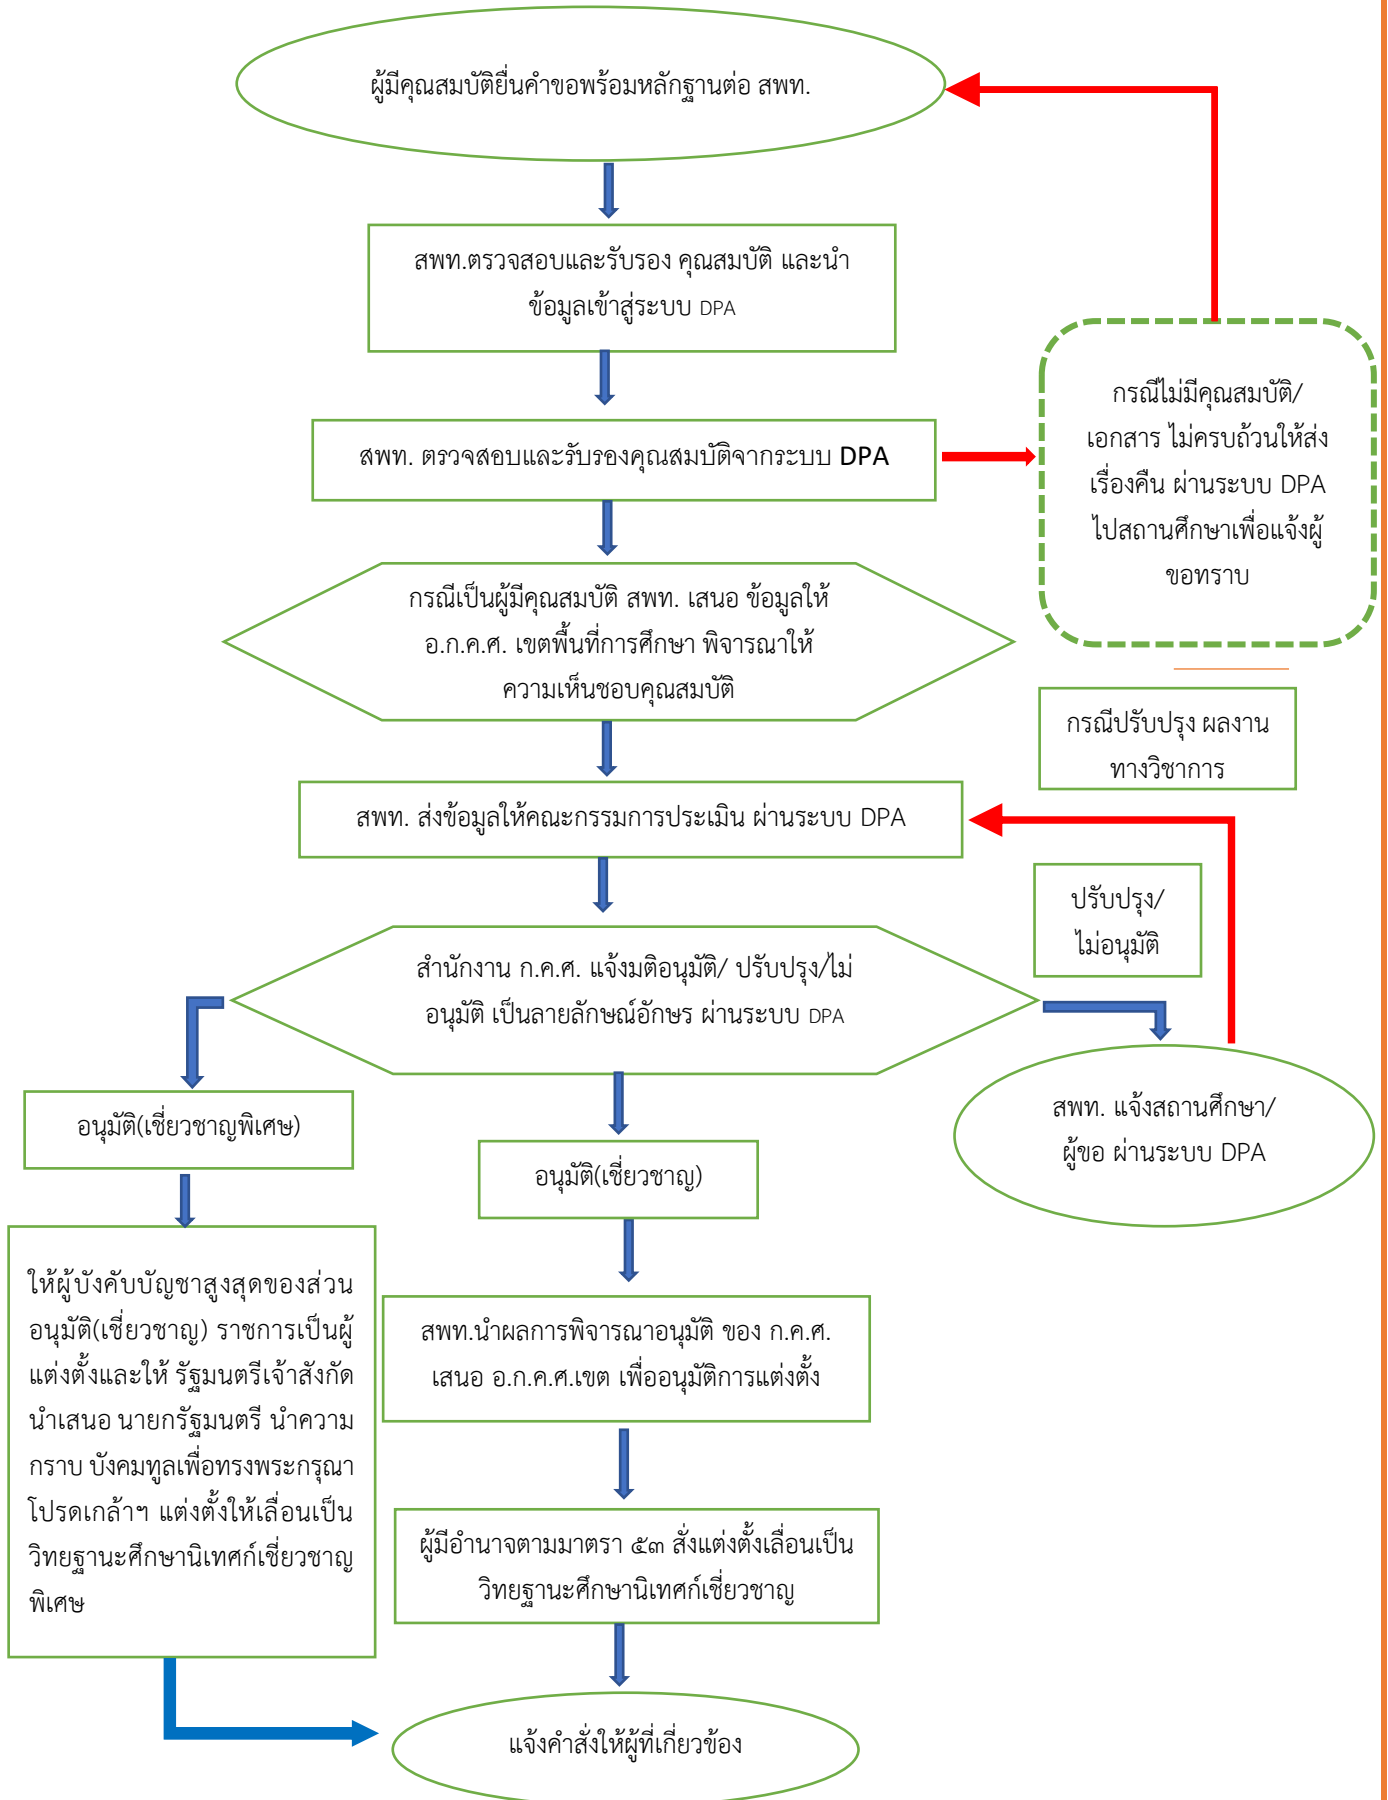 ผู้มีคุณสมบัติยื่นคำขอพร้อมหลักฐานต่อ สพท.
สพท.ตรวจสอบและรับรอง คุณสมบัติ และนำ
ข้อมูลเข้าสู่ระบบ DPA
สพท. ตรวจสอบและรับรองคุณสมบัติจากระบบ DPA
กรณีไม่มีคุณสมบัติ/
เอกสาร ไม่ครบถ้วนให้ส่ง
เรื่องคืน ผ่านระบบ DPA
ไปสถานศึกษาเพื่อแจ้งผู้
ขอทราบ
กรณีเป็นผู้มีคุณสมบัติ สพท. เสนอ ข้อมูลให้
อ.ก.ค.ศ. เขตพื้นที่การศึกษา พิจารณาให้
ความเห็นชอบคุณสมบัติ
กรณีปรับปรุง ผลงาน
ทางวิชาการ
สพท. ส่งข้อมูลให้คณะกรรมการประเมิน ผ่านระบบ DPA
ปรับปรุง/
ไม่อนุมัติ
สำนักงาน ก.ค.ศ. แจ้งมติอนุมัติ/ ปรับปรุง/ไม่
อนุมัติ เป็นลายลักษณ์อักษร ผ่านระบบ DPA
สพท. แจ้งสถานศึกษา/
ผู้ขอ ผ่านระบบ DPA
อนุมัติ(เชี่ยวชาญพิเศษ)
อนุมัติ(เชี่ยวชาญ)
ให้ผู้บังคับบัญชาสูงสุดของส่วน
อนุมัติ(เชี่ยวชาญ) ราชการเป็นผู้
แต่งตั้งและให้ รัฐมนตรีเจ้าสังกัด
นำเสนอ นายกรัฐมนตรี นำความ
กราบ บังคมทูลเพื่อทรงพระกรุณา
โปรดเกล้าฯ แต่งตั้งให้เลื่อนเป็น
วิทยฐานะศึกษานิเทศก์เชี่ยวชาญ
พิเศษ
สพท.นำผลการพิจารณาอนุมัติ ของ ก.ค.ศ.
เสนอ อ.ก.ค.ศ.เขต เพื่ออนุมัติการแต่งตั้ง
ผู้มีอำนาจตามมาตรา ๕๓ สั่งแต่งตั้งเลื่อนเป็น
วิทยฐานะศึกษานิเทศก์เชี่ยวชาญ
แจ้งคำสั่งให้ผู้ที่เกี่ยวข้อง